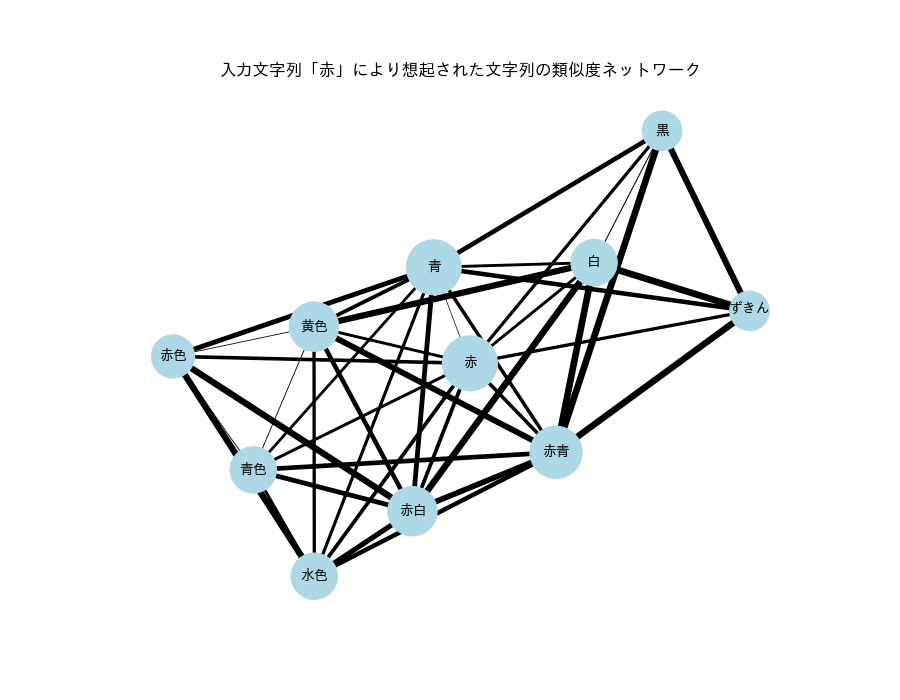 入力文字列「赤」により想起された文字列の類似度ネットワーク
黒
白
青
ずきん
黄色
赤色
赤
赤青
青色
赤白
水色